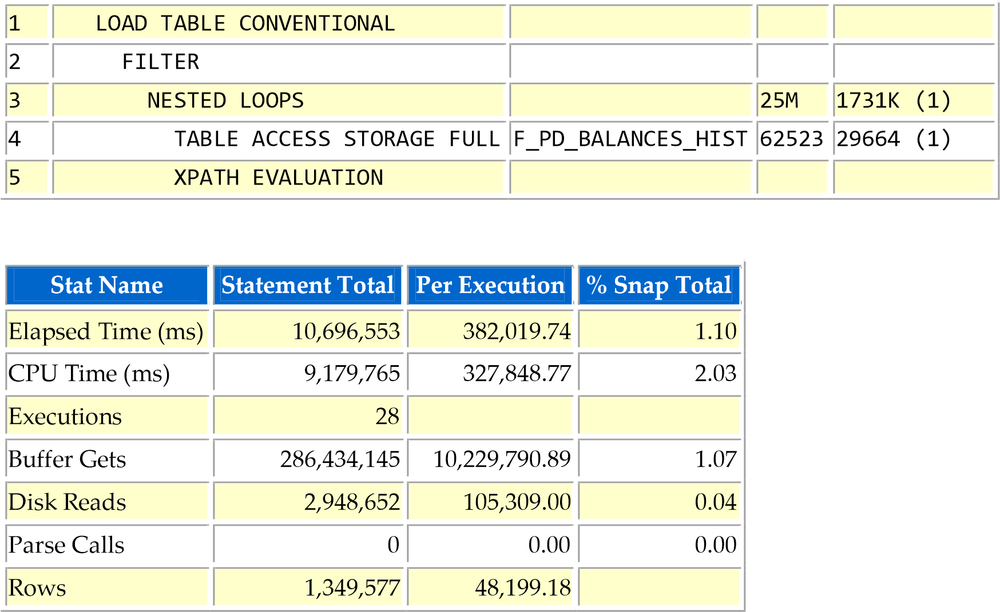 1 LOAD TABLE CONVENTIONAL
2 FILTER
3 NESTED LOOPS 25M 1731K (1)
4 TABLE ACCESS STORAGE FULL F_PD_BALANCES_HIST 62523 29664 (1)
5 XPATH EVALUATION
Stat Name Statement Total Per Execution % Snap Total
Elapsed Time (ms) 10,696,553 382,019.74 1.10
CPU Time (ms) 9,179,765 327,848.77 2.03
Executions 28
Buffer Gets 286,434,145 10,229,790.89 1.07
Disk Reads 2,948,652 105,309.00 0.04
Parse Calls 0 0.00 0.00
Rows 1,349,577 48,199.18